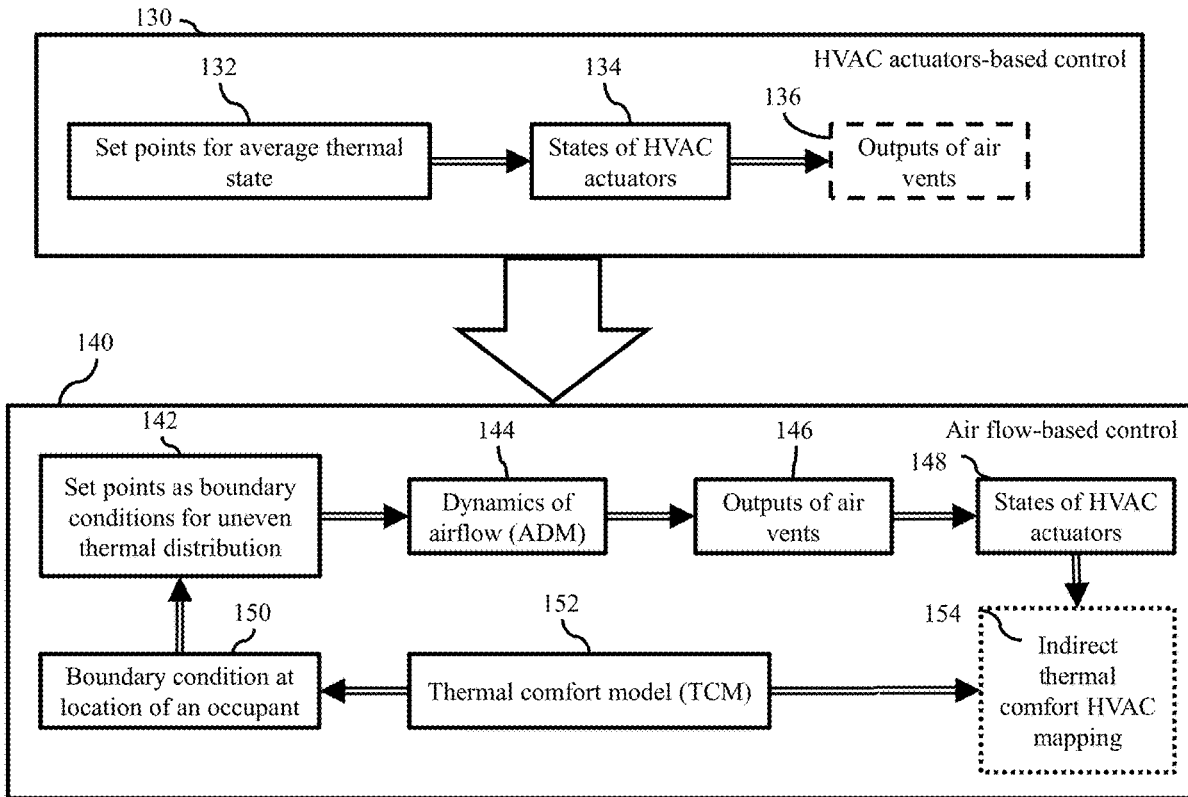 130
HVAC actuators-based control
132
134
136
Set points for average thermal
state
States of HVAC
actuators
Outputs of air
vents
140
Air flow-based control
142
144
146
148
Set points as boundary
conditions for uneven
thermal distribution
Dynamics of
airflow (ADM)
Outputs of air
vents
States of HVAC
actuators
150
152
154
Boundary condition at
location of an occupant
Thermal comfort model (TCM)
Indirect
thermal
comfort HVAC
mapping